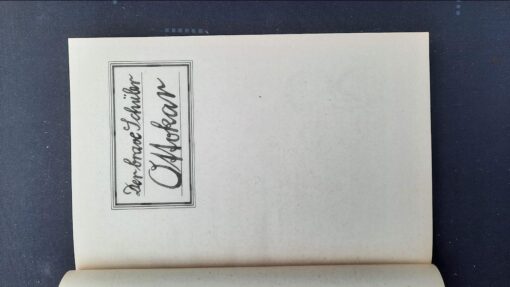 Der brave Schüler
Ottokar